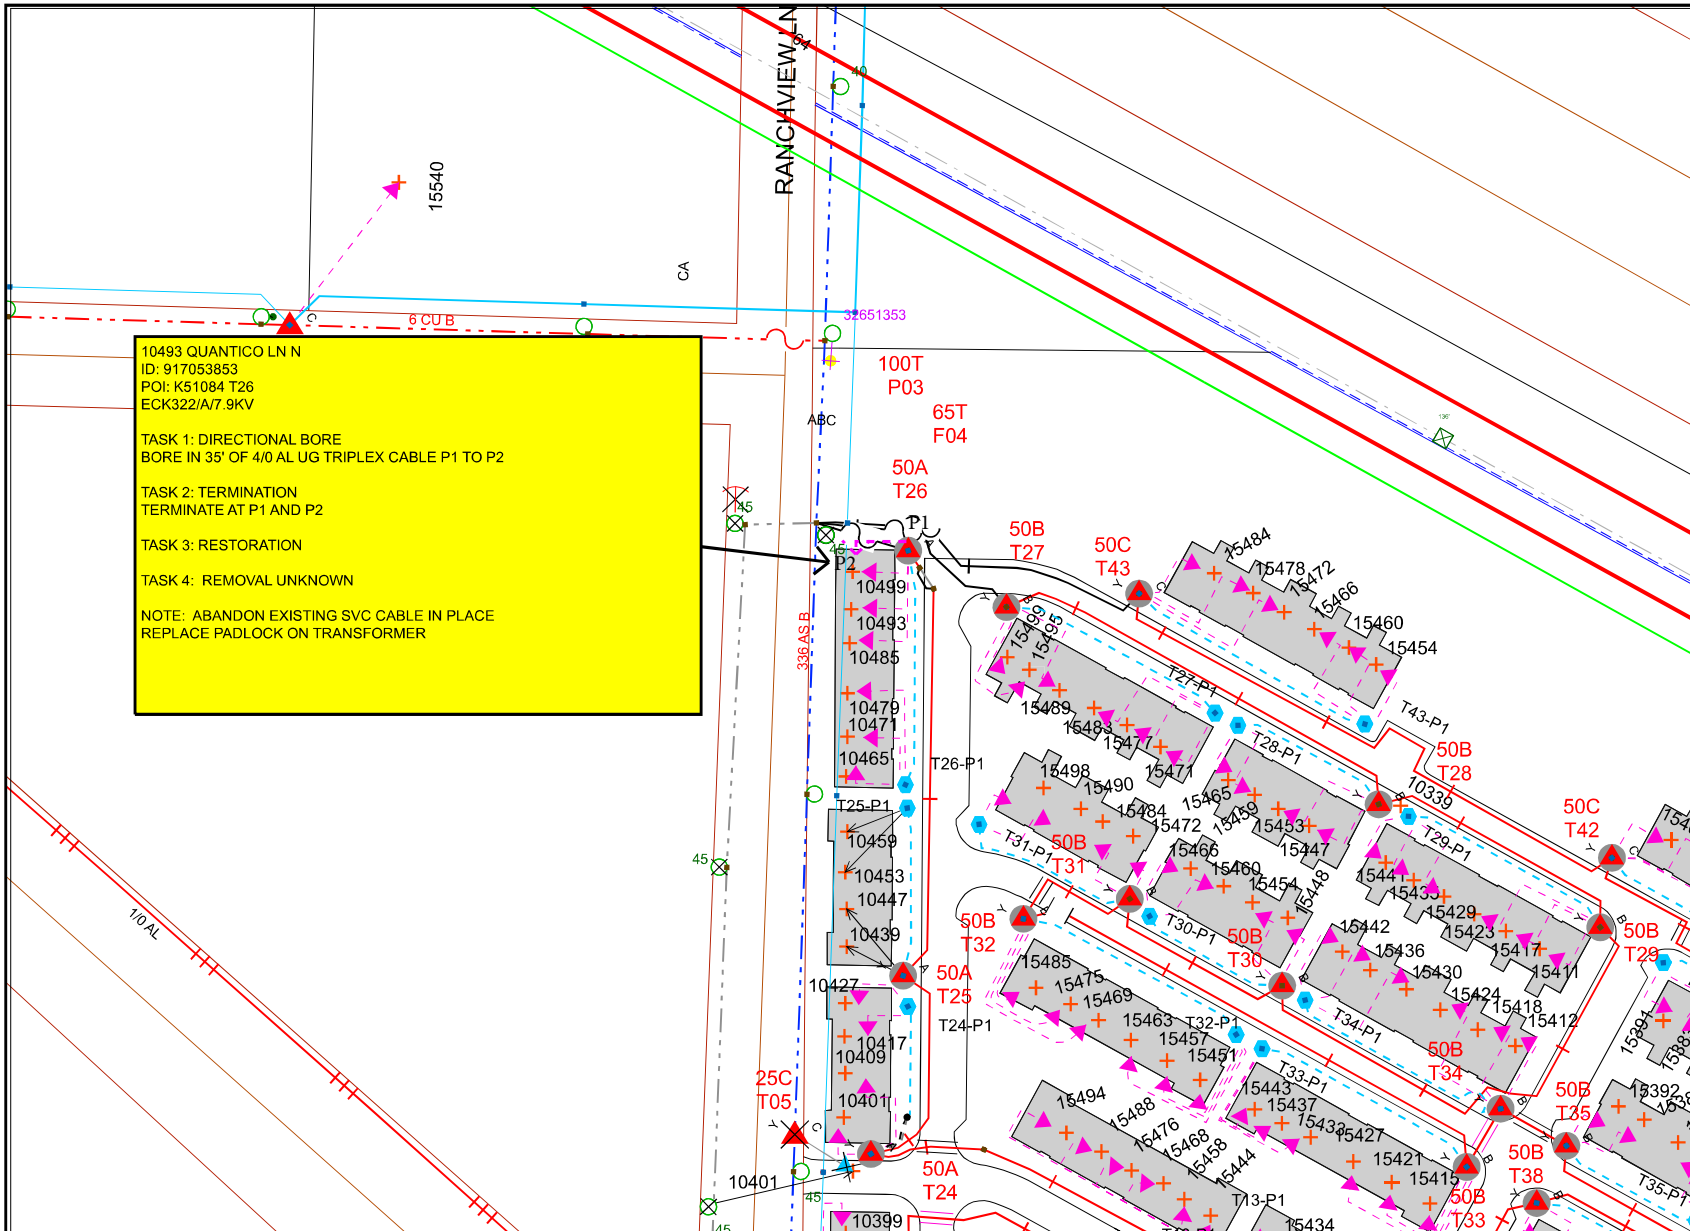 RANCHVIEW LN
64
40
15540
CA
6 CU B
32651353
100T
P03
65T
F04
ABC
10493 QUANTICO LN N
ID: 917053853
POI: K51084 T26
ECK322/A/7.9KV
TASK 1: DIRECTIONAL BORE
BORE IN 35' OF 4/0 AL UG TRIPLEX CABLE P1 TO P2
TASK 2: TERMINATION
TERMINATE AT P1 AND P2
TASK 3: RESTORATION
TASK 4: REMOVAL UNKNOWN
NOTE: ABANDON EXISTING SVC CABLE IN PLACE
REPLACE PADLOCK ON TRANSFORMER
136'
50A
T26
P1
P2
45
45
50B
T27
50C
T43
336 AS B
10499
10493
10485
10479
10471
10465
T26-P1
T25-P1
10459
10453
10447
10439
10427
10417
10409
10401
50A
T25
T24-P1
25C
T05
10401
50A
T24
10399
45
45
45
1/0 AL
15484
15478
15472
15466
15460
15454
T43-P1
15499
15495
15489
15483
15477
15471
T27-P1
T28-P1
50B
T28
10339
50C
T42
15498
15490
15484
15472
15465
15459
15453
15447
T29-P1
T31-P1
50B
T31
15466
15460
15454
15448
15441
15435
15429
15423
15417
15411
50B
T29
50B
T32
T30-P1
50B
T30
15442
15436
15430
15424
15418
15412
15485
15475
15469
15463
15457
15451
T32-P1
T34-P1
50B
T34
15391
T33-P1
15443
15437
15433
15427
15421
15415
50B
T35
15392
15494
15488
15476
15468
15458
15444
50B
T38
T35-P1
50B
T33
T13-P1
15434